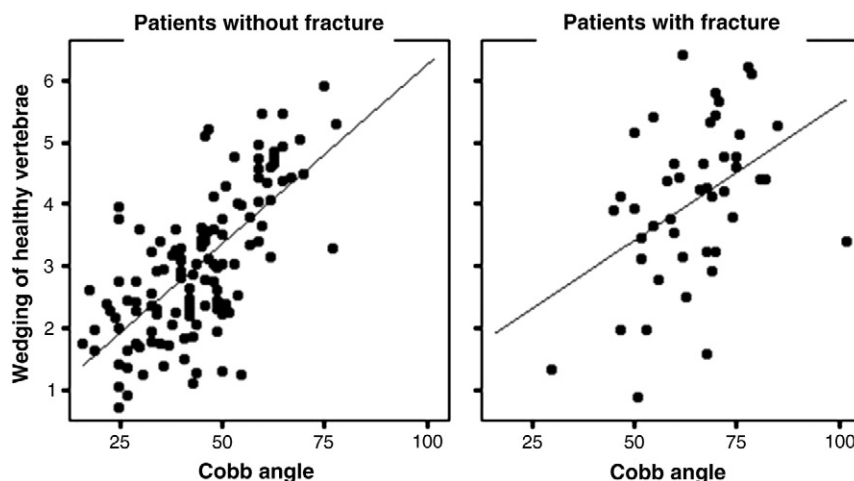 Patients without fracture
Patients with fracture
Wedging of healthy vertebrae
6
5
4
3
2
1
25 50 75 100
25 50 75 100
Cobb angle
Cobb angle